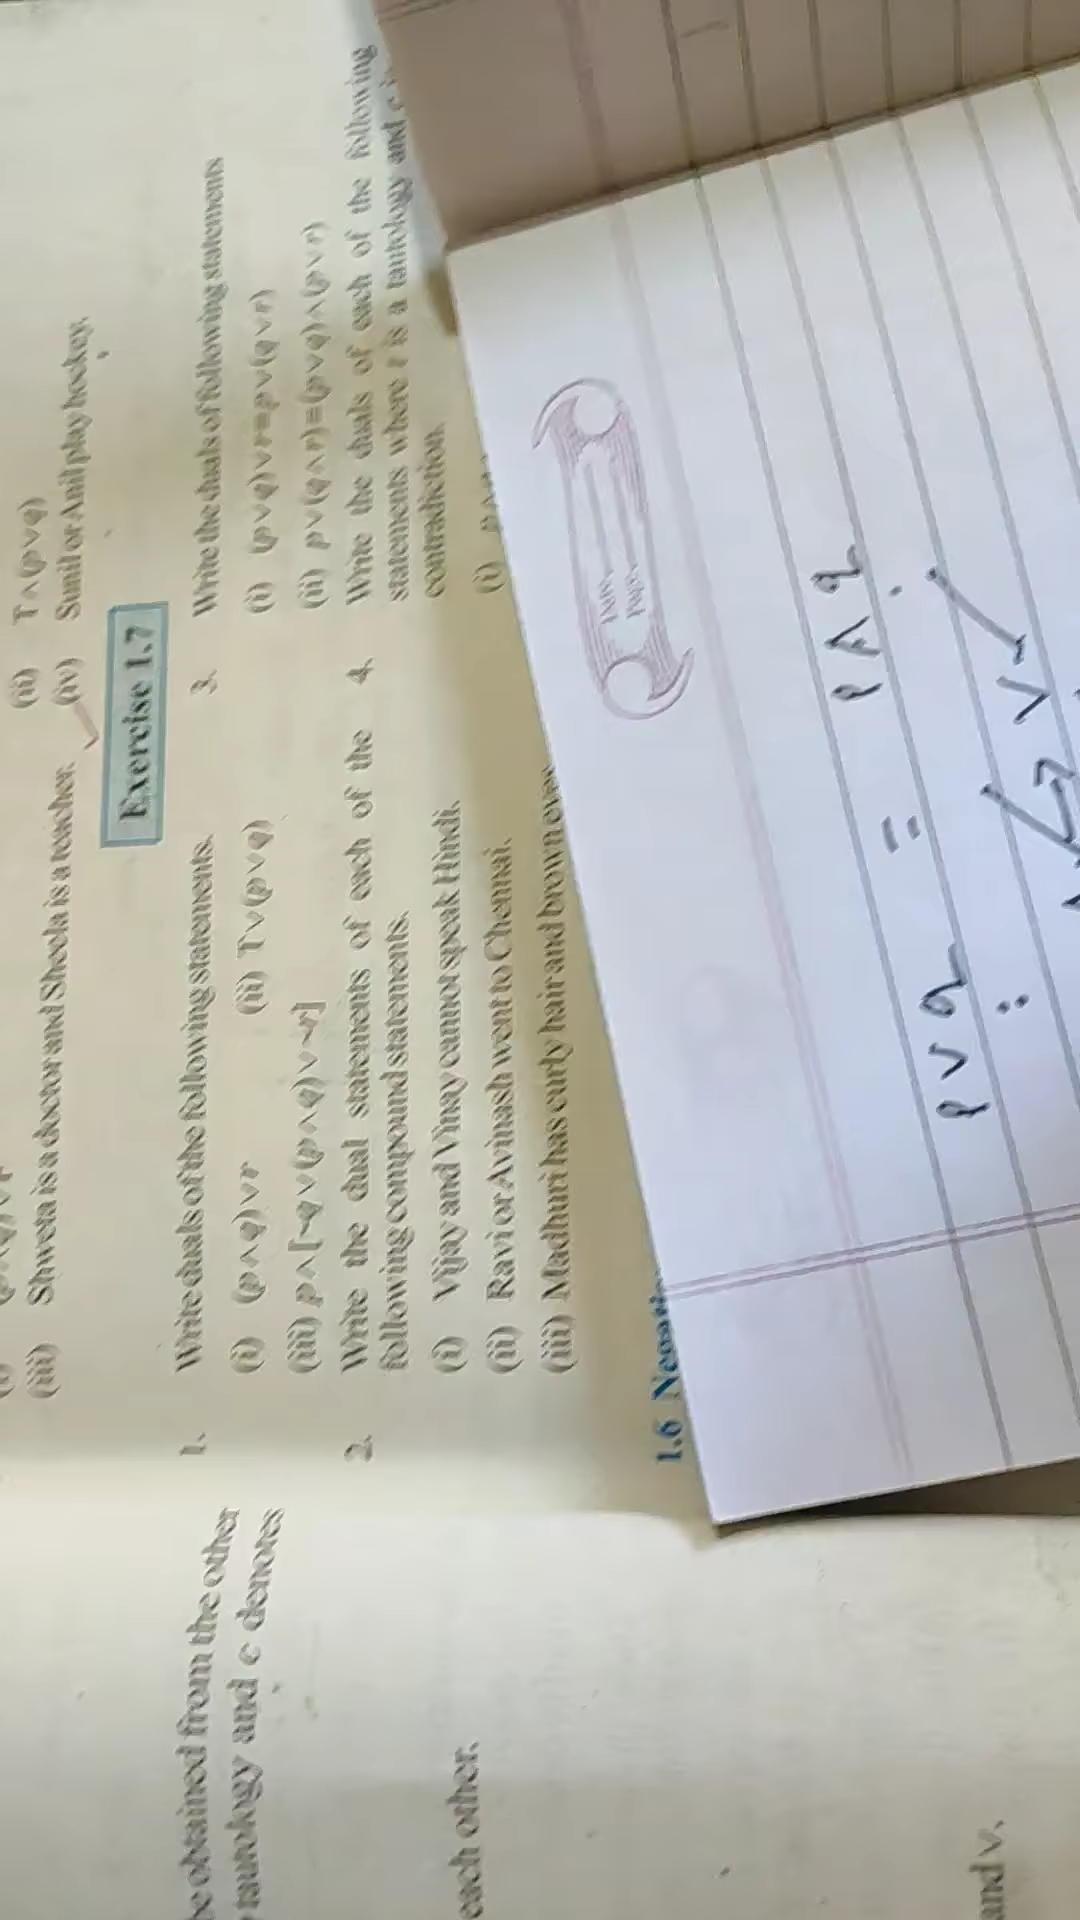 (ii) T∧(p∨q)
(iii) Shweta is a doctor and Sheela is a teacher.
(iv) Sunil or Anil play hockey.
Exercise 1.7
1. Write duals of the following statements.
(i) (p∧q)∨r
(ii) T∨(p∨q)
(iii) p∧[~q∨(p∧q)∨~r]
2. Write the dual statements of each of the
following compound statements.
(i) Vijay and Vinay cannot speak Hindi.
(ii) Ravi or Avinash went to Chennai.
(iii) Madhuri has curly hair and brown eyes
3. Write the duals of following statements
(i) (p∨q)∨r≡p∨(q∨r)
(ii) p∨(q∧r)≡(p∨q)∧(p∨r)
4. Write the duals of each of the following
statements where t is a tautology and c is
contradiction.
(i)
1.6
be obtained from the other
tautology and c denotes
each other.
and ∨.
Date
Page
p ∨ q ≡ p ∧ q